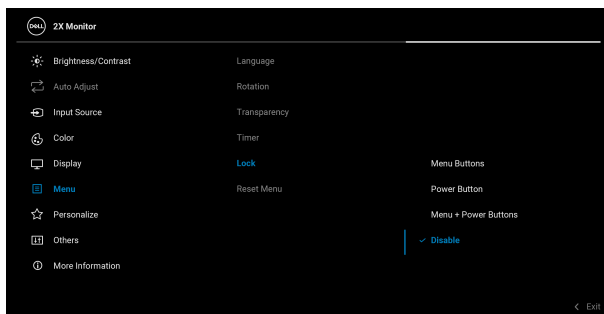 DELL 2X Monitor
Brightness/Contrast
Auto Adjust
Input Source
Color
Display
Menu
Personalize
Others
More Information
Language
Rotation
Transparency
Timer
Lock
Reset Menu
Menu Buttons
Power Button
Menu + Power Buttons
Disable
Exit